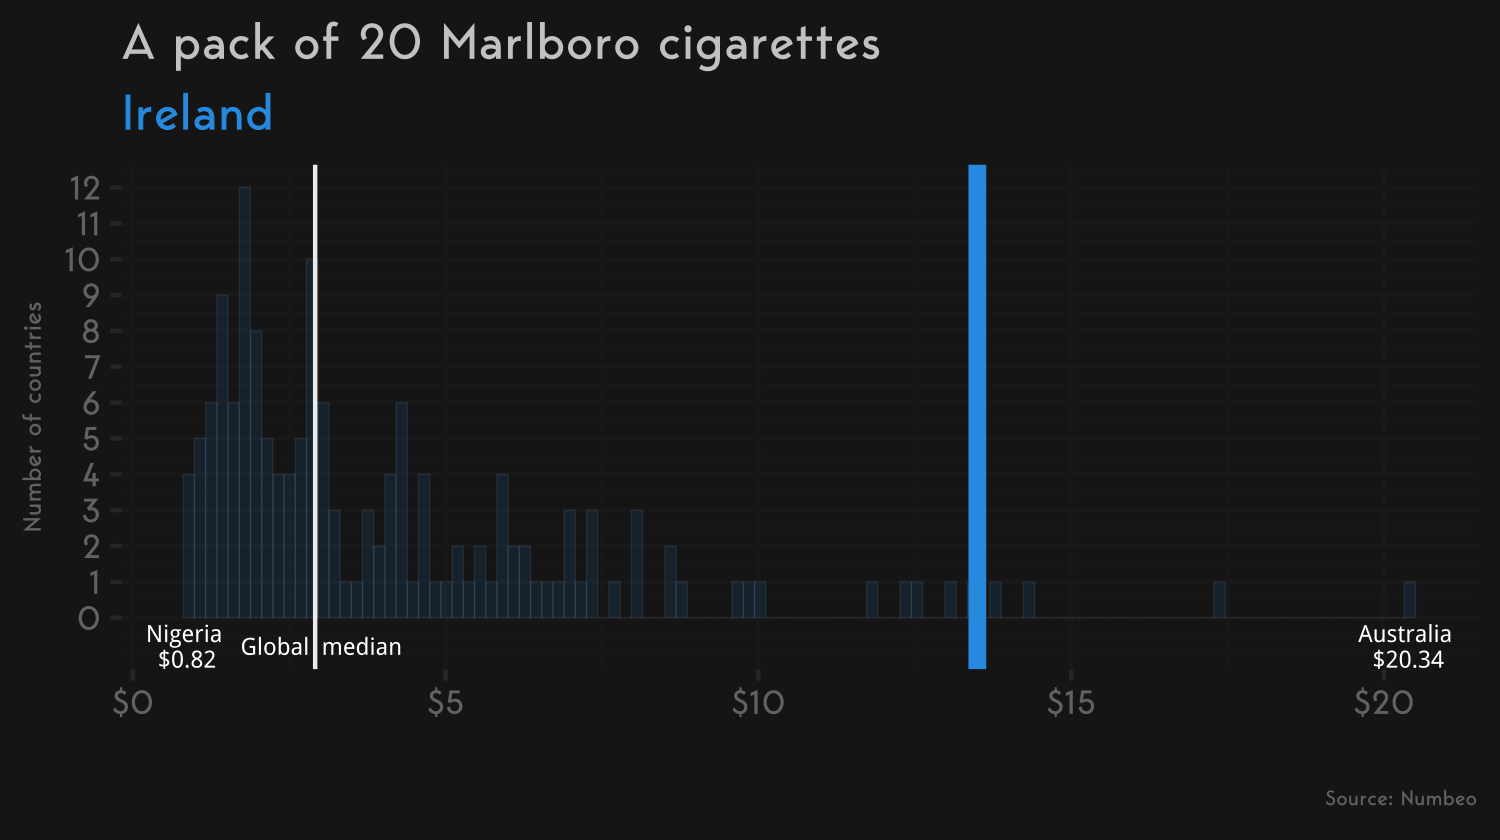 A pack of 20 Marlboro cigarettes
Ireland
Number of countries
12
11
10
9
8
7
6
5
4
3
2
1
0
Nigeria
$0.82
Global median
Australia
$20.34
$0 $5 $10 $15 $20
Source: Numbeo